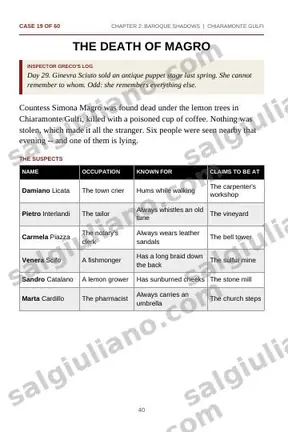 CASE 19 OF 60
CHAPTER 2: BAROQUE SHADOWS | CHIARAMONTE GULFI
THE DEATH OF MAGRO
INSPECTOR GRECO'S LOG
Day 29. Ginevra Sciuto sold an antique puppet stage last spring. She cannot
remember to whom. Odd: she remembers everything else.
Countess Simona Magro was found dead under the lemon trees in
Chiaramonte Gulfi, killed with a poisoned cup of coffee. Nothing was
stolen, which made it all the stranger. Six people were seen nearby that
evening -- and one of them is lying.
THE SUSPECTS
NAME OCCUPATION KNOWN FOR CLAIMS TO BE AT
Damiano Licata The town crier Hums while walking The carpenter's
workshop
Pietro Interlandi The tailor Always whistles an old
tune The vineyard
Carmela Piazza The notary's
clerk Always wears leather
sandals The bell tower
Venera Scifo A fishmonger Has a long braid down
the back The sulfur mine
Sandro Catalano A lemon grower Has sunburned cheeks The stone mill
Marta Cardillo The pharmacist Always carries an
umbrella The church steps
40
salgiuliano.com